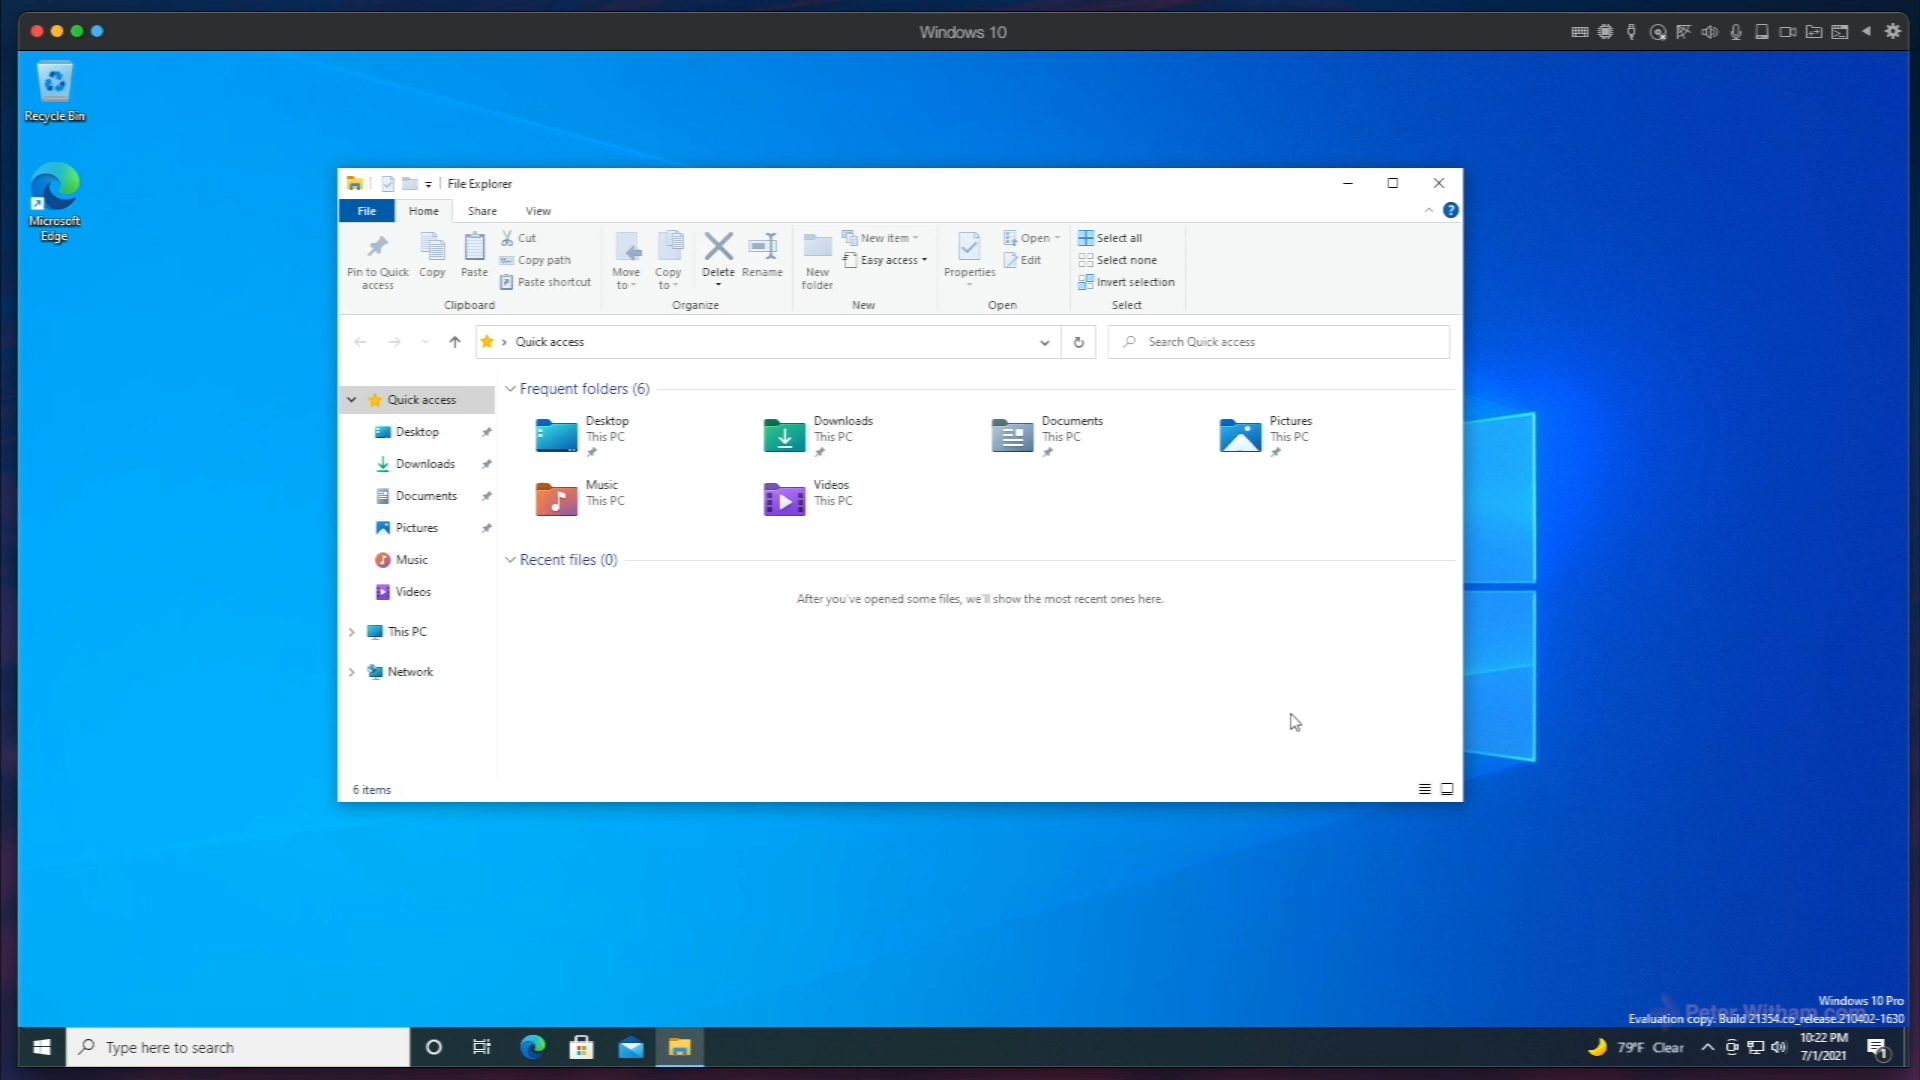 Windows 10
Recycle Bin
Microsoft
Edge
File Explorer
File
Home
Share
View
Pin to Quick
access
Copy
Paste
Cut
Copy path
Paste shortcut
Clipboard
Move
to
Copy
to
Delete
Rename
Organize
New
folder
New item
Easy access
New
Properties
Open
Edit
Open
Select all
Select none
Invert selection
Select
Quick access
Search Quick access
Quick access
Desktop
Downloads
Documents
Pictures
Music
Videos
This PC
Network
Frequent folders (6)
Desktop
This PC
Downloads
This PC
Documents
This PC
Pictures
This PC
Music
This PC
Videos
This PC
Recent files (0)
After you've opened some files, we'll show the most recent ones here.
6 items
Peter Witham.com
Windows 10 Pro
Evaluation copy. Build 21354.co_release.210402-1630
Type here to search
79°F Clear
10:22 PM
7/1/2021
1